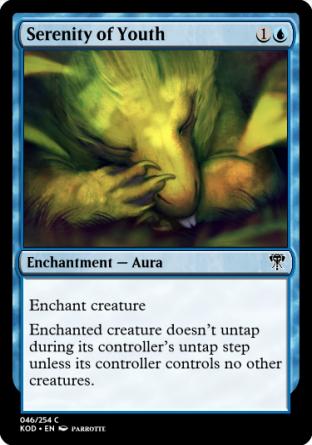 Serenity of Youth 1
Enchantment — Aura
Enchant creature
Enchanted creature doesn't untap
during its controller's untap step
unless its controller controls no other
creatures.
046/254 C
KOD • EN PARROTTE